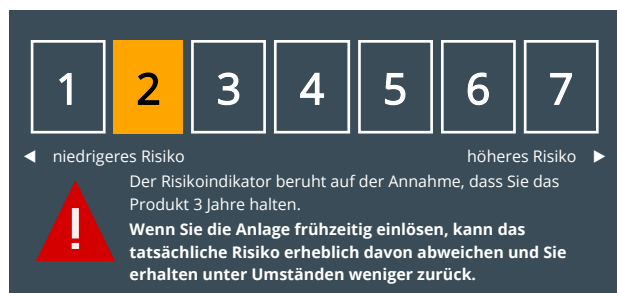 1 2 3 4 5 6 7
◄ niedrigeres Risiko höheres Risiko ►
Der Risikoindikator beruht auf der Annahme, dass Sie das
Produkt 3 Jahre halten.
Wenn Sie die Anlage frühzeitig einlösen, kann das
tatsächliche Risiko erheblich davon abweichen und Sie
erhalten unter Umständen weniger zurück.
!